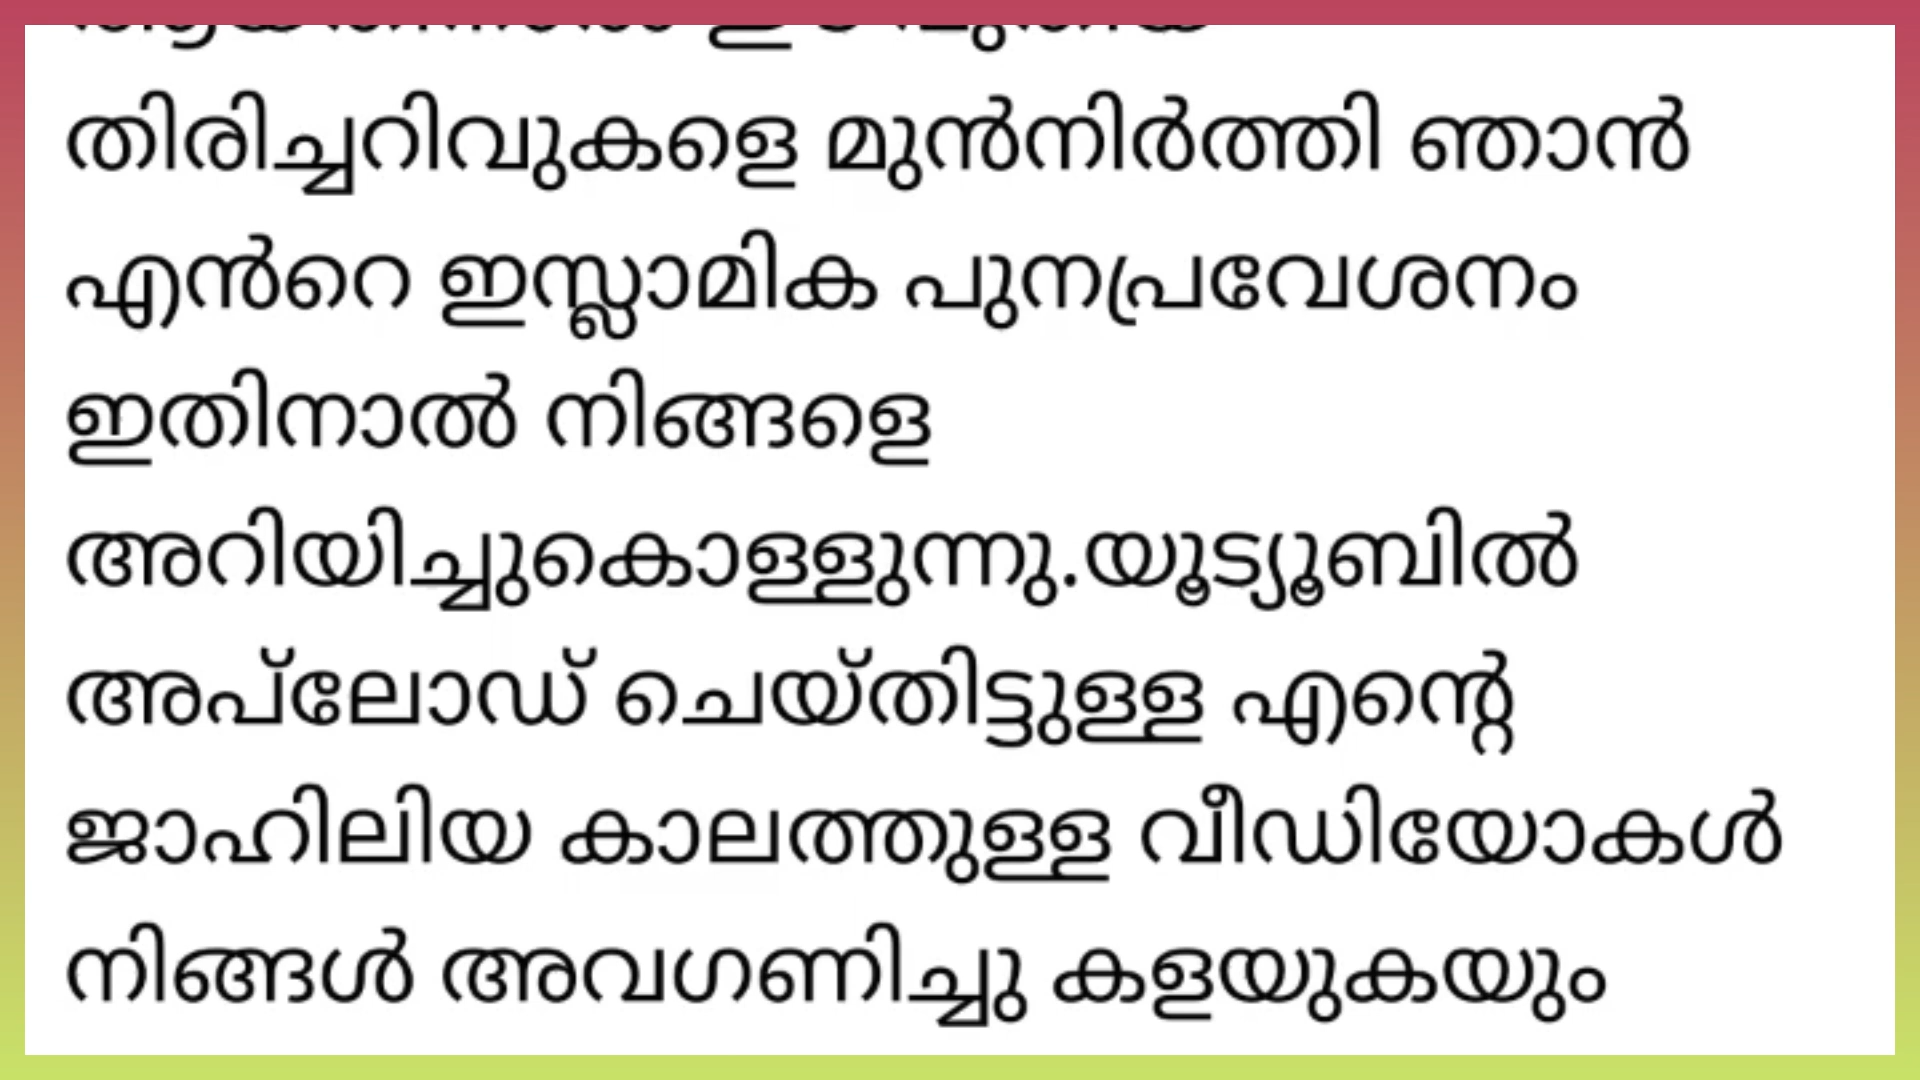 തിരിച്ചറിവുകളെ മുൻനിർത്തി ഞാൻ
എൻറെ ഇസ്ലാമിക പുനപ്രവേശനം
ഇതിനാൽ നിങ്ങളെ
അറിയിച്ചുകൊള്ളുന്നു.യൂട്യൂബിൽ
അപ്‌ലോഡ് ചെയ്തിട്ടുള്ള എന്റെ
ജാഹിലിയ കാലത്തുള്ള വീഡിയോകൾ
നിങ്ങൾ അവഗണിച്ചു കളയുകയും